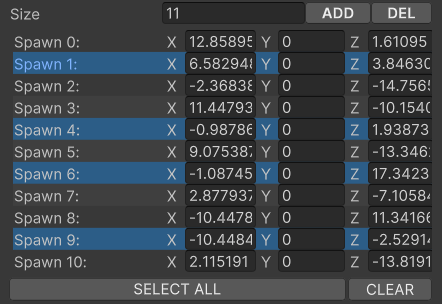 Size 11 ADD DEL
Spawn 0: X 12.85895 Y 0 Z 1.61095
Spawn 1: X 6.582948 Y 0 Z 3.84630
Spawn 2: X -2.36838 Y 0 Z -14.7565
Spawn 3: X 11.44793 Y 0 Z -10.1540
Spawn 4: X -0.98786 Y 0 Z 1.93873
Spawn 5: X 9.075387 Y 0 Z -13.346
Spawn 6: X -1.08745 Y 0 Z 17.3423
Spawn 7: X 2.877937 Y 0 Z -7.10584
Spawn 8: X -10.4478 Y 0 Z 11.34166
Spawn 9: X -10.4484 Y 0 Z -2.52914
Spawn 10: X 2.115191 Y 0 Z -13.8191
SELECT ALL CLEAR